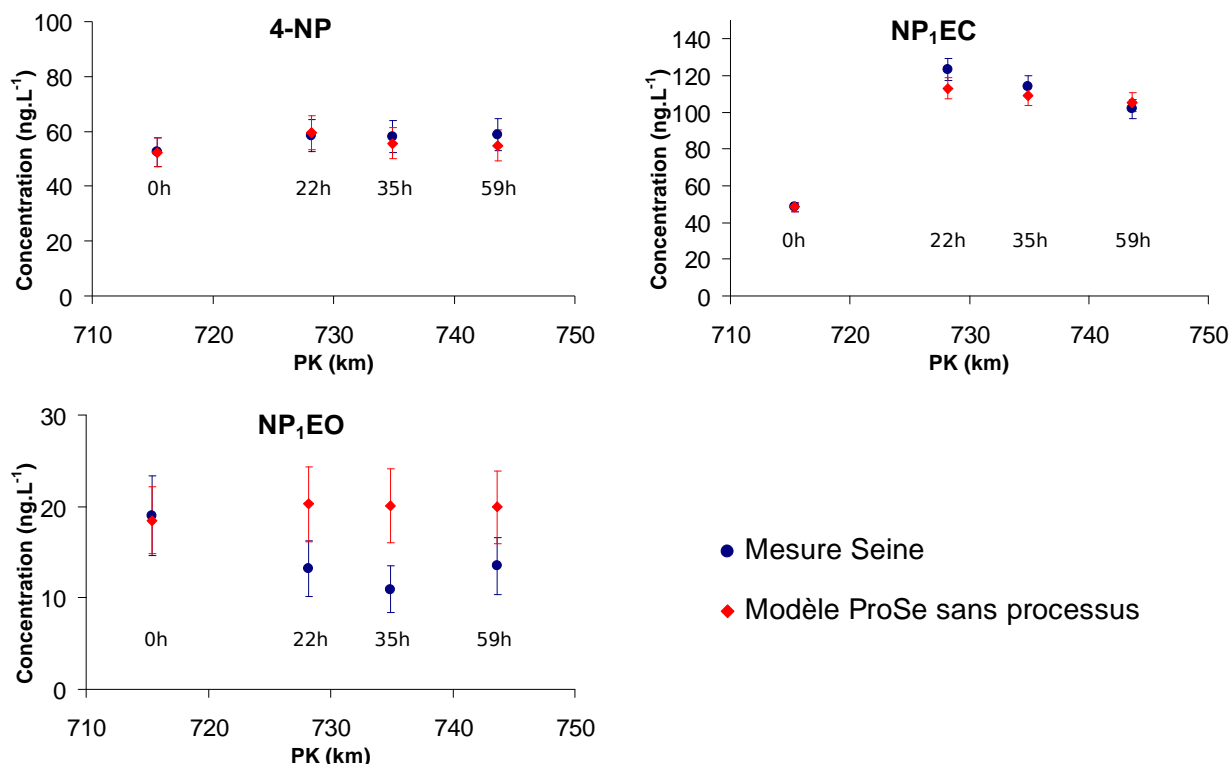 4-NP
Concentration (ng.L-1)
100
80
60
40
20
0
0h 22h 35h 59h
710 720 730 740 750
PK (km)
NP1EC
Concentration (ng.L-1)
140
120
100
80
60
40
20
0
0h 22h 35h 59h
710 720 730 740 750
PK (km)
NP1EO
Concentration (ng.L-1)
30
20
10
0
0h 22h 35h 59h
710 720 730 740 750
PK (km)
Mesure Seine
Modèle ProSe sans processus